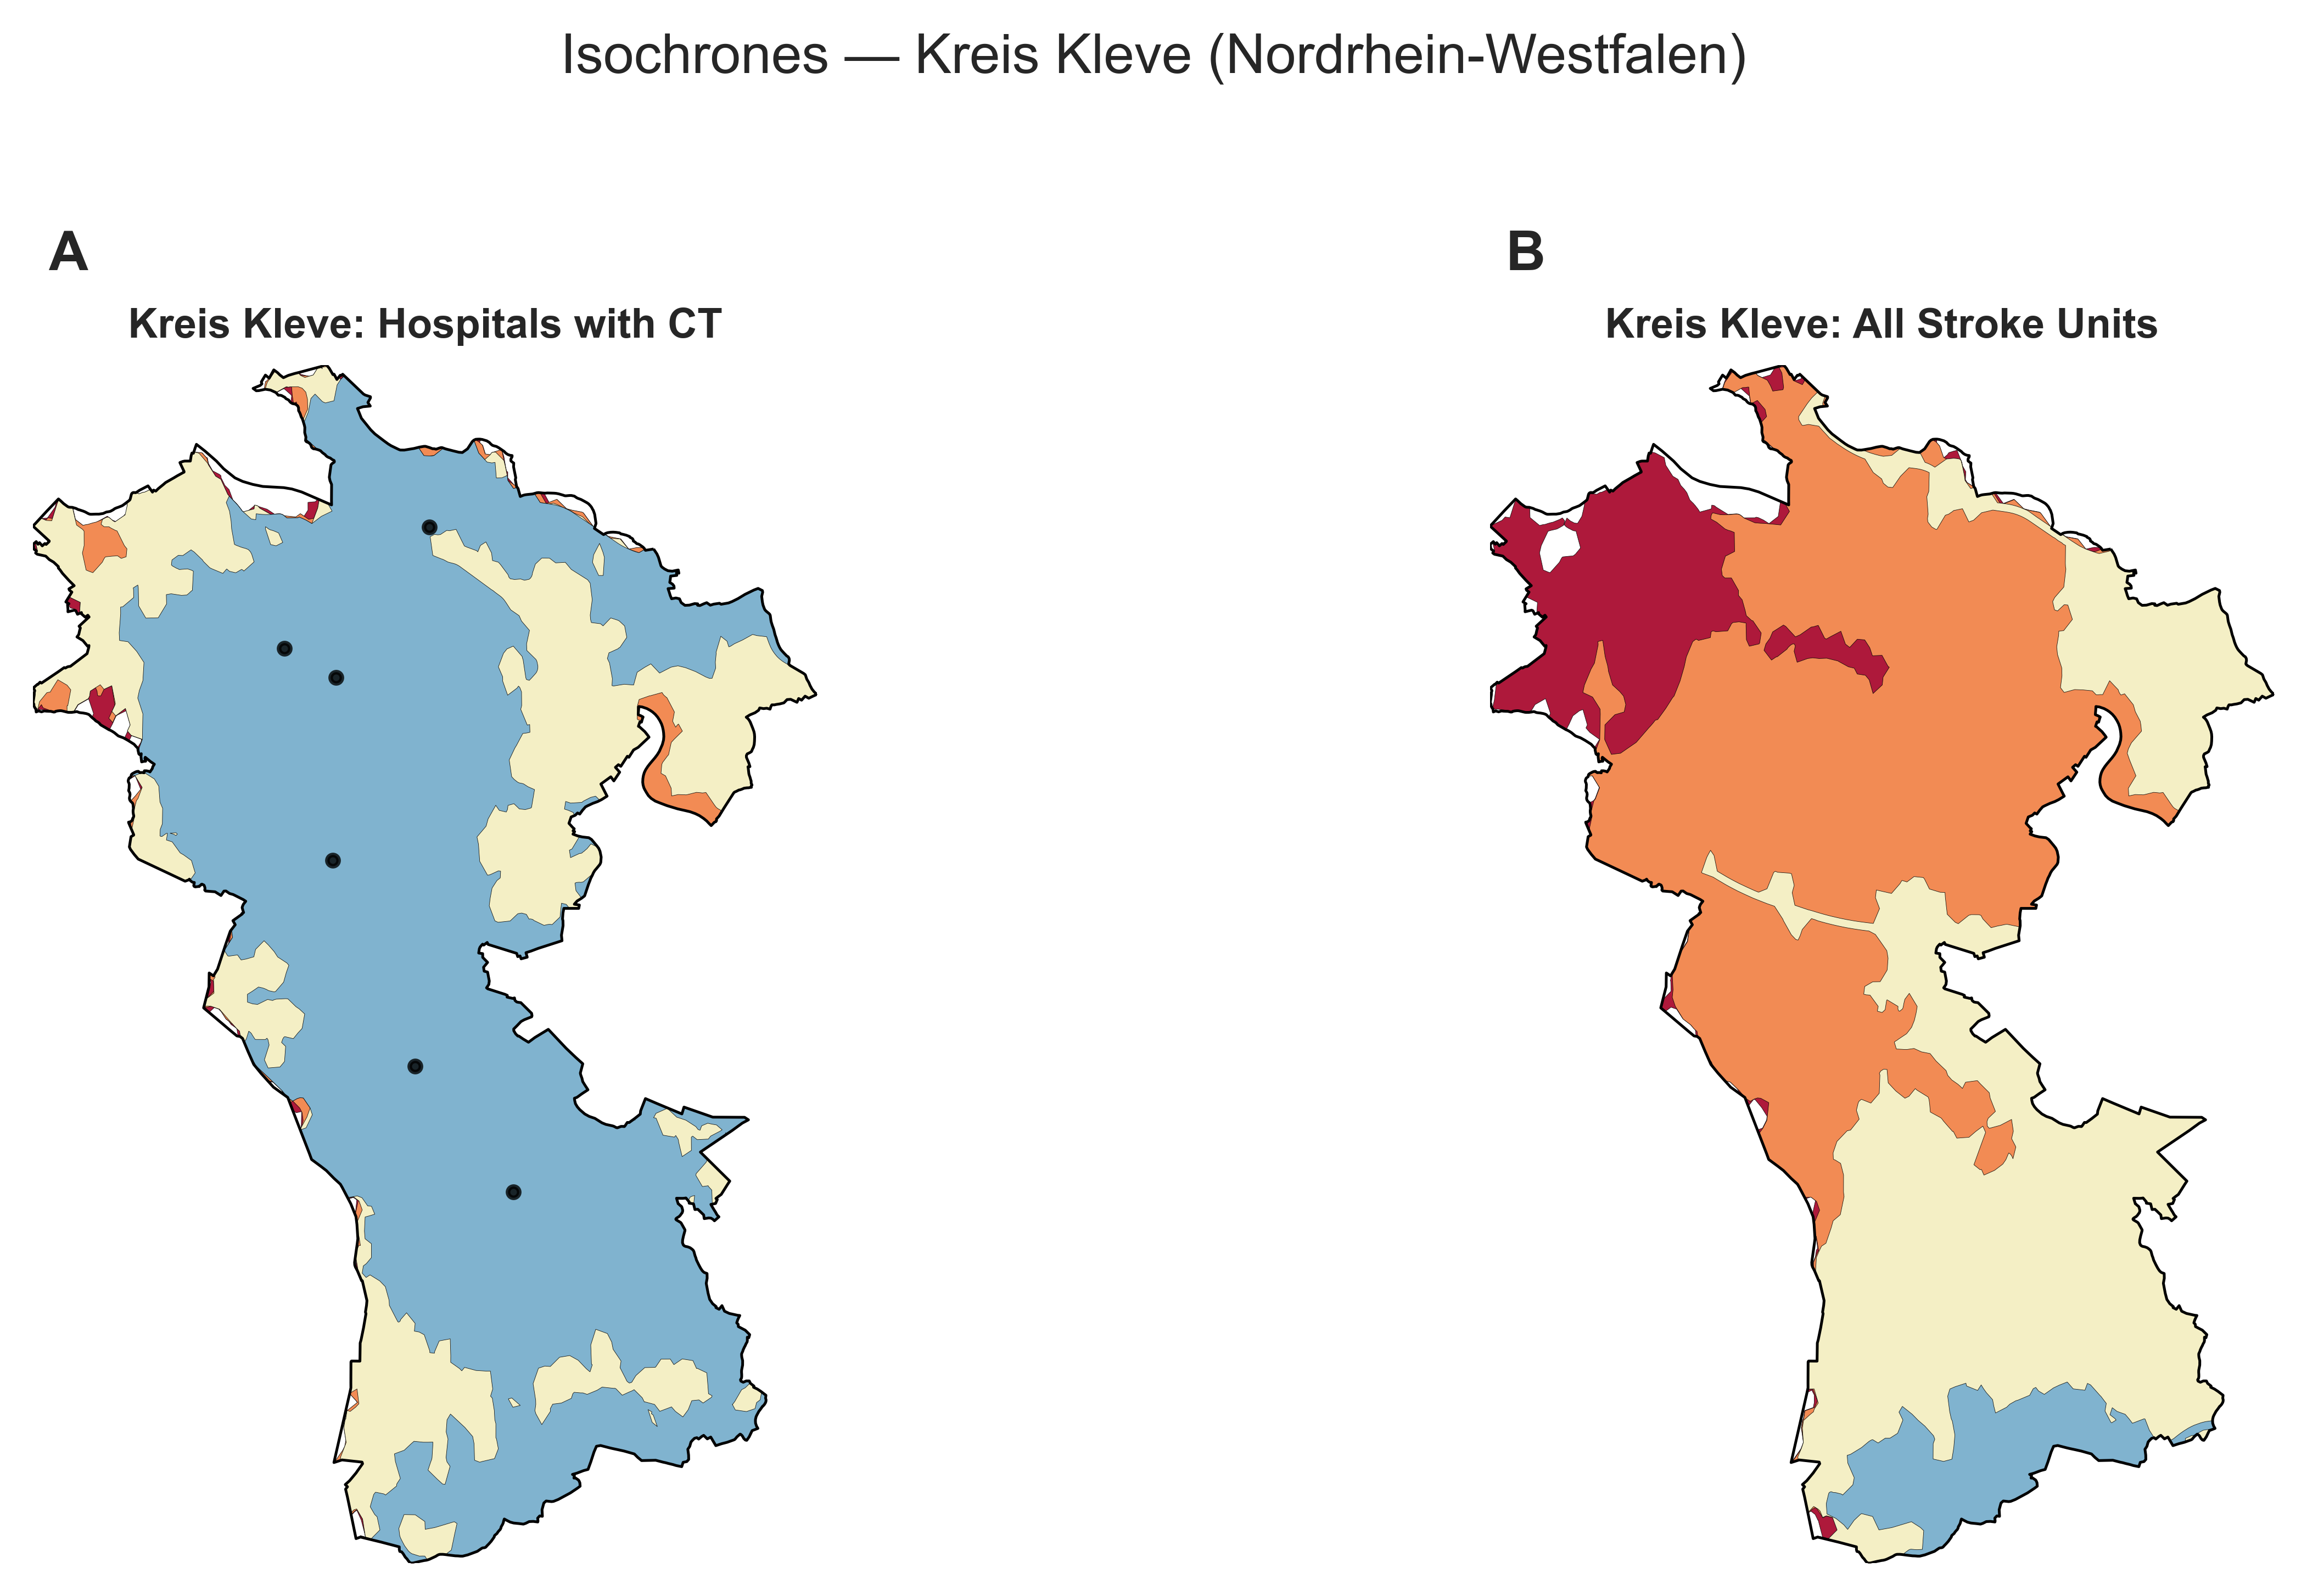 Isochrones — Kreis Kleve (Nordrhein-Westfalen)
A
B
Kreis Kleve: Hospitals with CT
Kreis Kleve: All Stroke Units